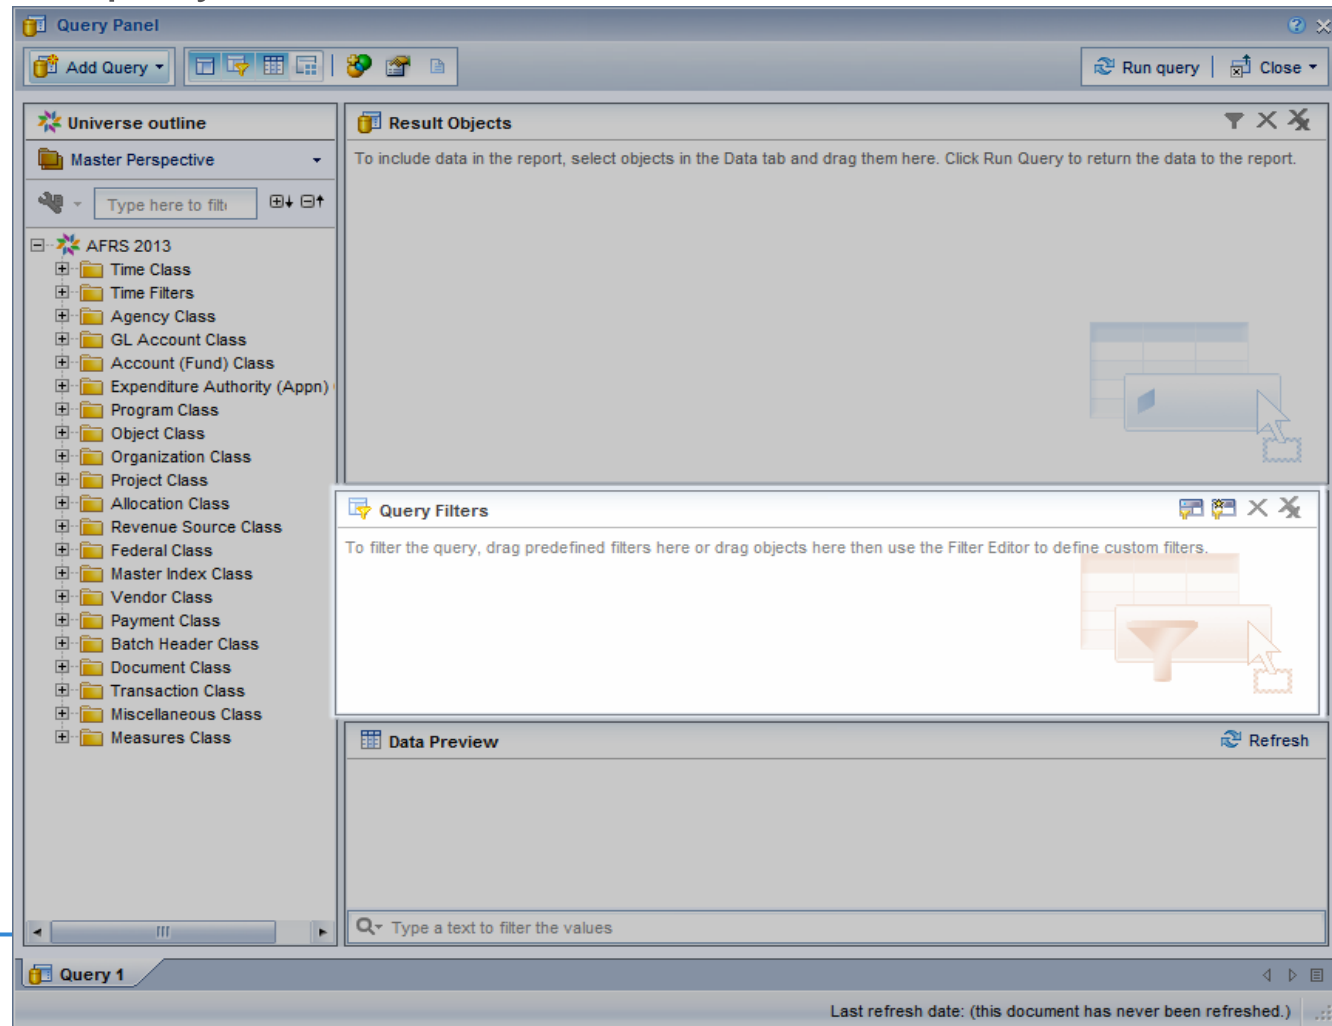 Query Panel
Add Query
Run query
Close
Universe outline
Master Perspective
Type here to filt
AFRS 2013
Time Class
Time Filters
Agency Class
GL Account Class
Account (Fund) Class
Expenditure Authority (Appn)
Program Class
Object Class
Organization Class
Project Class
Allocation Class
Revenue Source Class
Federal Class
Master Index Class
Vendor Class
Payment Class
Batch Header Class
Document Class
Transaction Class
Miscellaneous Class
Measures Class
Result Objects
To include data in the report, select objects in the Data tab and drag them here. Click Run Query to return the data to the report.
Query Filters
To filter the query, drag predefined filters here or drag objects here then use the Filter Editor to define custom filters.
Data Preview
Refresh
Type a text to filter the values
Query 1
Last refresh date: (this document has never been refreshed.)